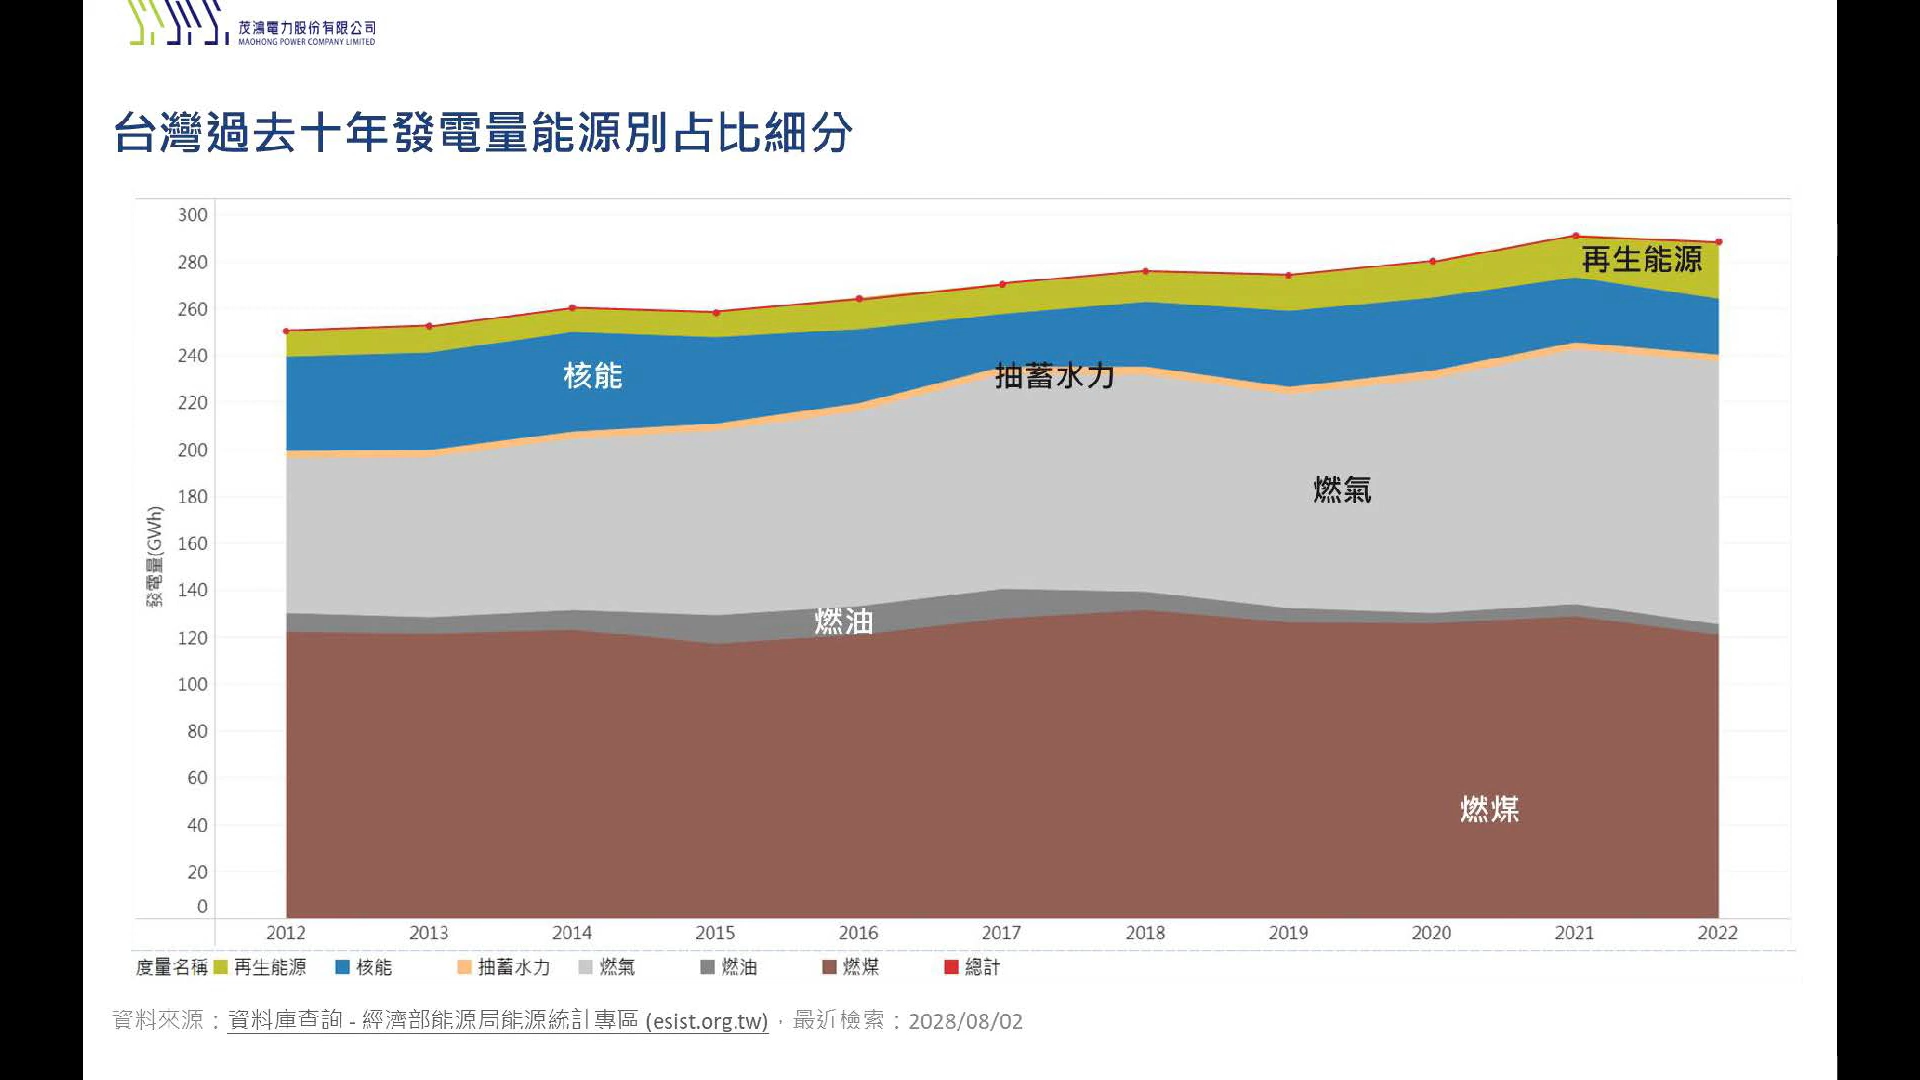 茂鴻電力股份有限公司
MAOHONG POWER COMPANY LIMITED
台灣過去十年發電量能源別占比細分
發電量(GWh)
300
280
260
240
220
200
180
160
140
120
100
80
60
40
20
0
再生能源
核能
抽蓄水力
燃氣
燃油
燃煤
2012 2013 2014 2015 2016 2017 2018 2019 2020 2021 2022
度量名稱 再生能源 核能 抽蓄水力 燃氣 燃油 燃煤 總計
資料來源：資料庫查詢 - 經濟部能源局能源統計專區 (esist.org.tw)，最近檢索：2028/08/02